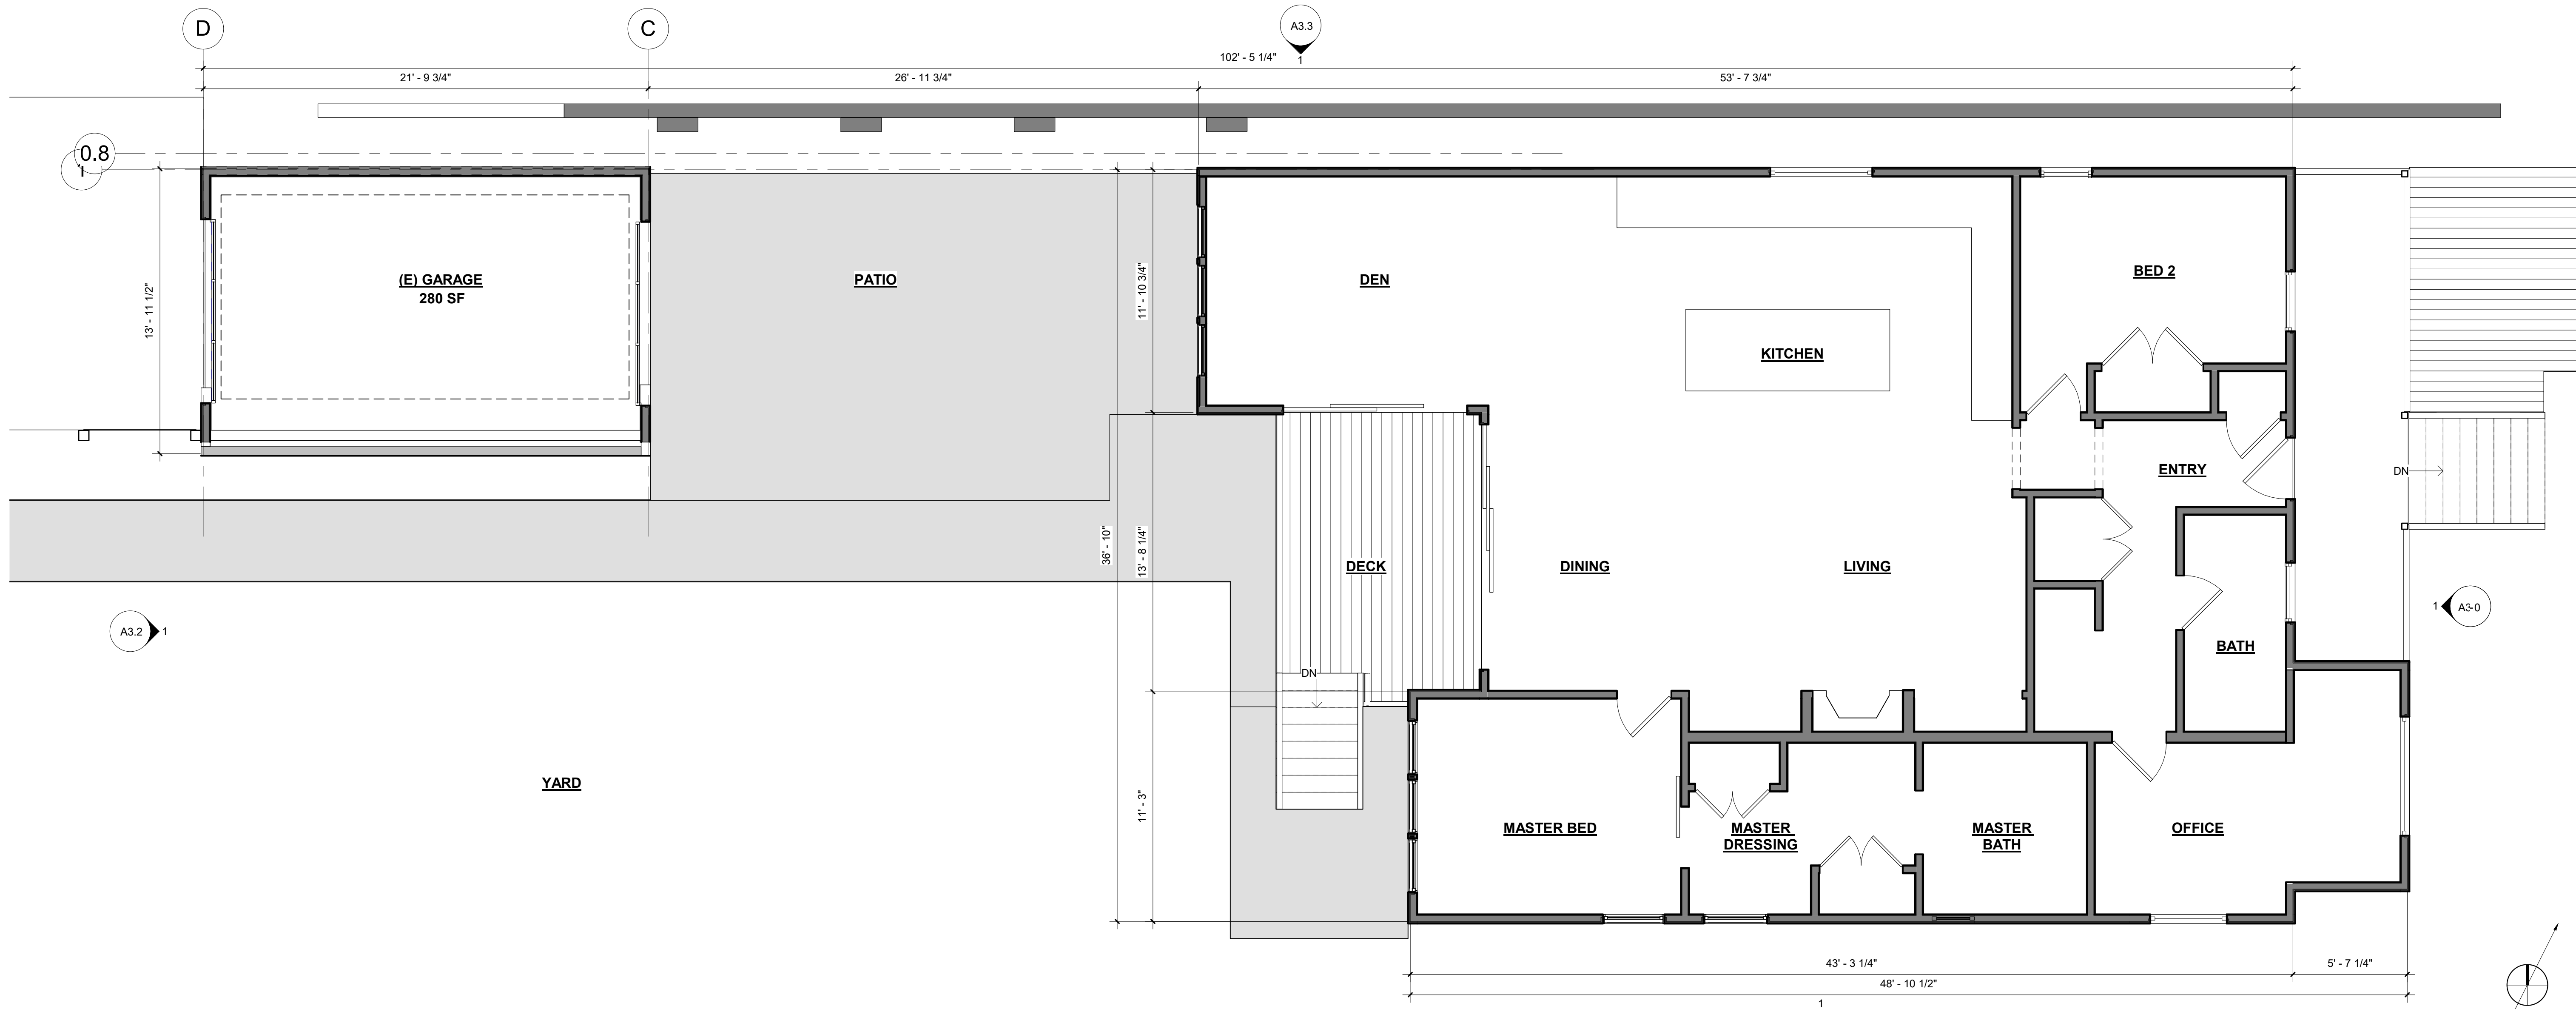 D
C
A3.3
1
102' - 5 1/4"
21' - 9 3/4"
26' - 11 3/4"
53' - 7 3/4"
0.8
1
13' - 11 1/2"
(E) GARAGE
280 SF
PATIO
11' - 10 3/4"
DEN
KITCHEN
BED 2
ENTRY
DN
36' - 10"
13' - 8 1/4"
DECK
DINING
LIVING
A3.2
1
1
A3-0
BATH
DN
YARD
11' - 3"
MASTER BED
MASTER
DRESSING
MASTER
BATH
OFFICE
43' - 3 1/4"
5' - 7 1/4"
48' - 10 1/2"
1